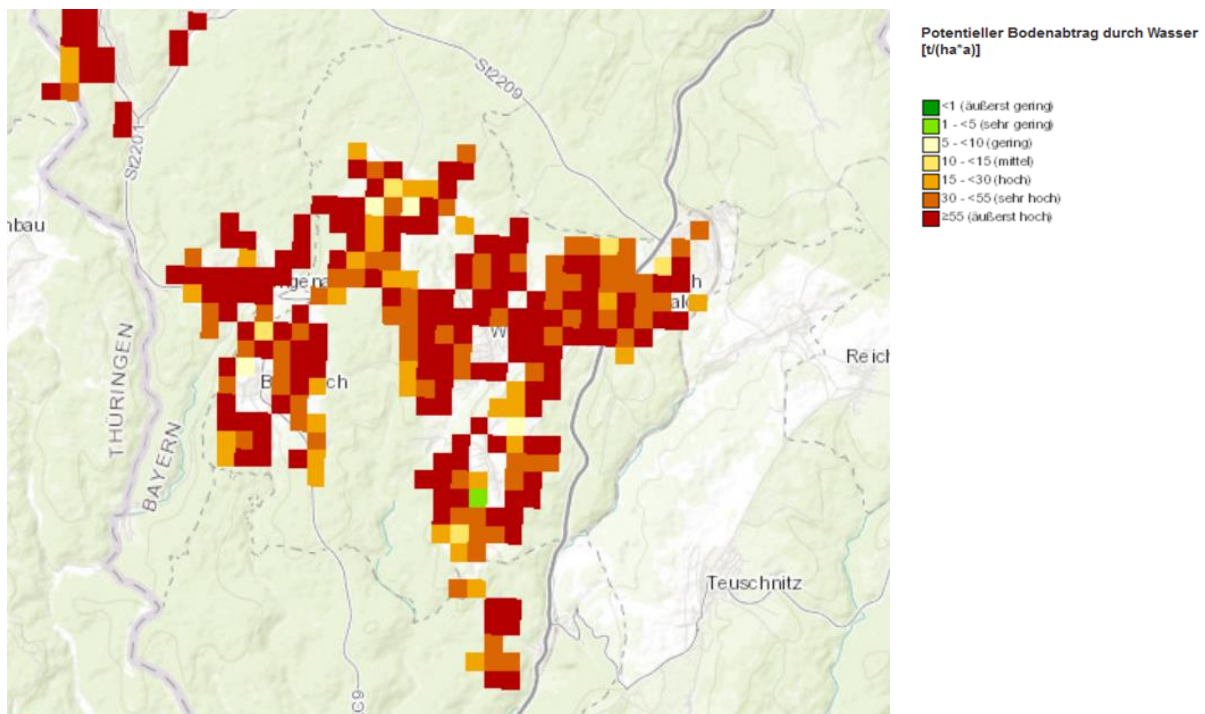 Potentieller Bodenabtrag durch Wasser
[t/(ha*a)]
<1 (äußerst gering)
1 - <5 (sehr gering)
5 - <10 (gering)
10 - <15 (mittel)
15 - <30 (hoch)
30 - <55 (sehr hoch)
≥55 (äußerst hoch)
St2209
St2201
nbau
THÜRINGEN
BAYERN
Reich
Teuschnitz